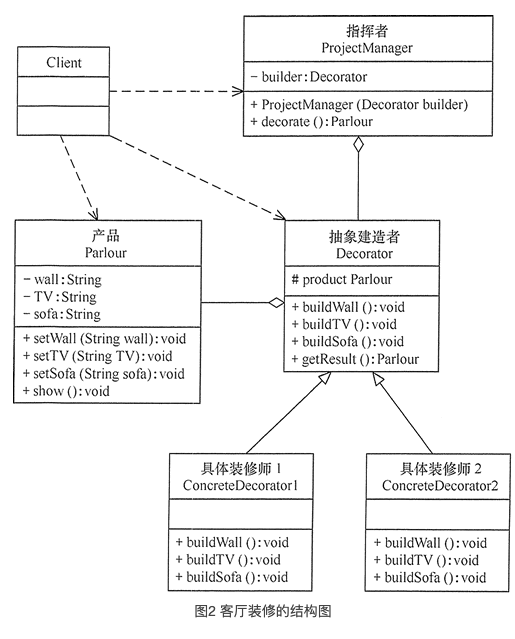 指挥者
ProjectManager
- builder:Decorator
+ ProjectManager (Decorator builder)
+ decorate ():Parlour
Client
产品
Parlour
- wall:String
- TV:String
- sofa:String
+ setWall (String wall):void
+ setTV (String TV):void
+ setSofa (String sofa):void
+ show ():void
抽象建造者
Decorator
# product Parlour
+ buildWall ():void
+ buildTV ():void
+ buildSofa ():void
+ getResult ():Parlour
具体装修师 1
ConcreteDecorator1
+ buildWall ():void
+ buildTV ():void
+ buildSofa ():void
具体装修师 2
ConcreteDecorator2
+ buildWall ():void
+ buildTV ():void
+ buildSofa ():void
图2 客厅装修的结构图